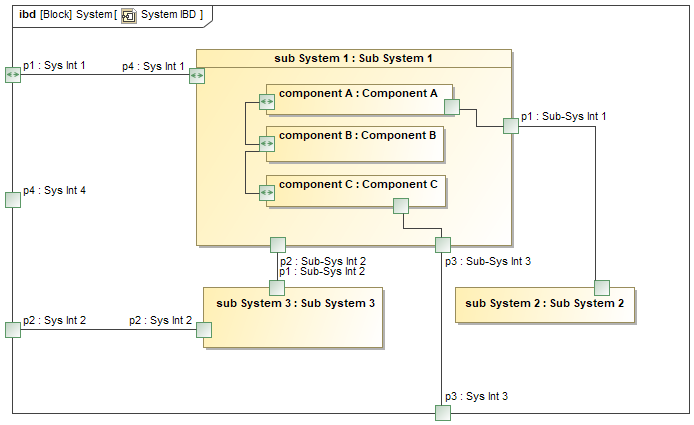 ibd [Block] System [ System IBD ]
sub System 1 : Sub System 1
p1 : Sys Int 1
p4 : Sys Int 1
component A : Component A
p1 : Sub-Sys Int 1
component B : Component B
component C : Component C
p4 : Sys Int 4
p2 : Sub-Sys Int 2
p3 : Sub-Sys Int 3
p1 : Sub-Sys Int 2
sub System 3 : Sub System 3
sub System 2 : Sub System 2
p2 : Sys Int 2
p2 : Sys Int 2
p3 : Sys Int 3